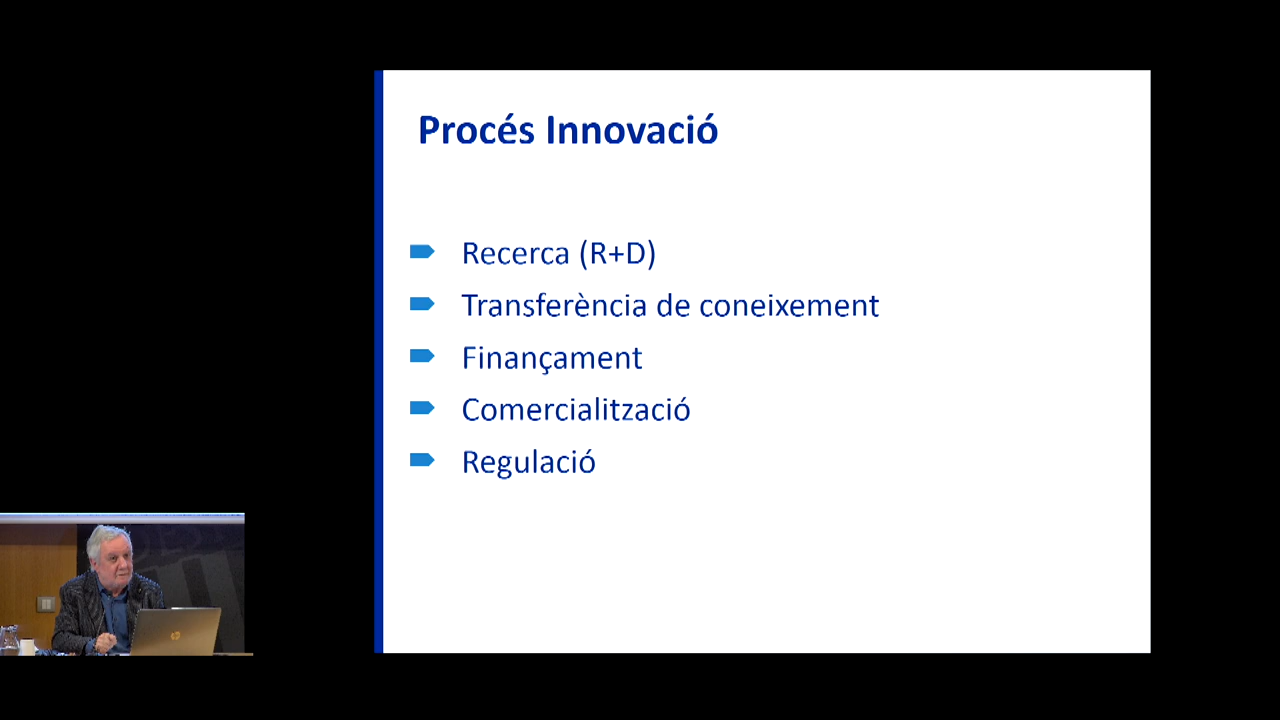 Procés Innovació
Recerca (R+D)
Transferència de coneixement
Finançament
Comercialització
Regulació